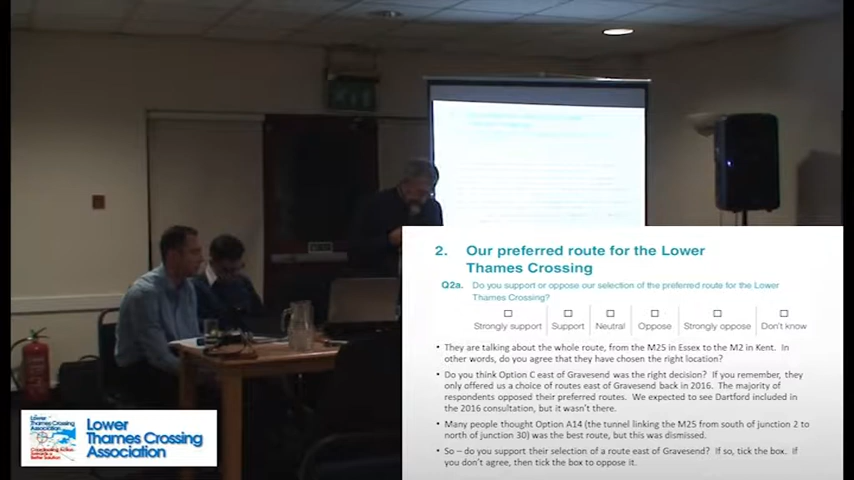 2. Our preferred route for the Lower
Thames Crossing
Q2a. Do you support or oppose our selection of the preferred route for the Lower
Thames Crossing?
Strongly support Support Neutral Oppose Strongly oppose Don't know
• They are talking about the whole route, from the M25 in Essex to the M2 in Kent. In
other words, do you agree that they have chosen the right location?
• Do you think Option C east of Gravesend was the right decision? If you remember, they
only offered us a choice of routes east of Gravesend back in 2016. The majority of
respondents opposed their preferred routes. We expected to see Dartford included in
the 2016 consultation, but it wasn't there.
• Many people thought Option A14 (the tunnel linking the M25 from south of junction 2 to
north of junction 30) was the best route, but this was dismissed.
• So – do you support their selection of a route east of Gravesend? If so, tick the box. If
you don't agree, then tick the box to oppose it.
Lower
Thames Crossing
Association
Lower
Thames Crossing
Association